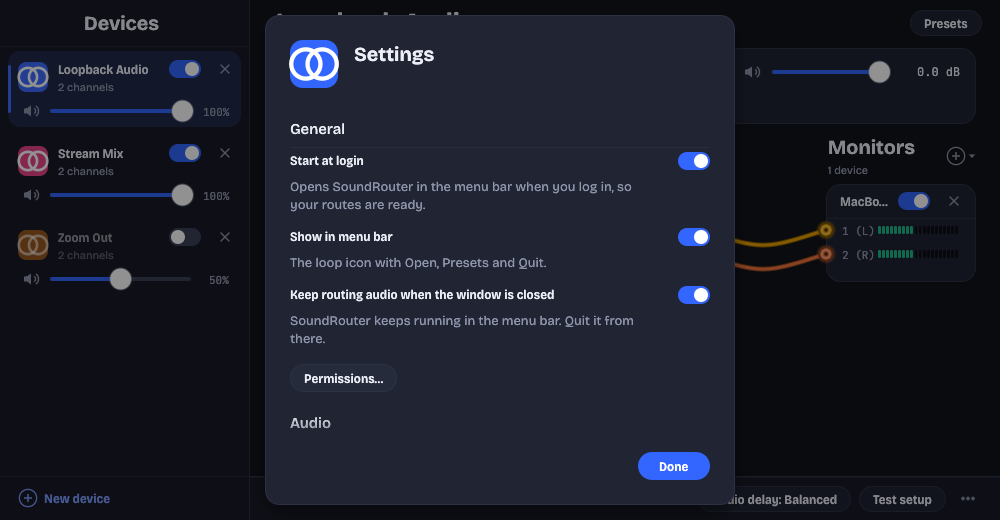 Devices
Presets
Loopback Audio
2 channels
100%
Stream Mix
2 channels
100%
Zoom Out
2 channels
50%
New device
Settings
General
Start at login
Opens SoundRouter in the menu bar when you log in, so
your routes are ready.
Show in menu bar
The loop icon with Open, Presets and Quit.
Keep routing audio when the window is closed
SoundRouter keeps running in the menu bar. Quit it from
there.
Permissions...
Audio
Done
0.0 dB
Monitors
1 device
MacBo...
1 (L)
2 (R)
delay: Balanced
Test setup